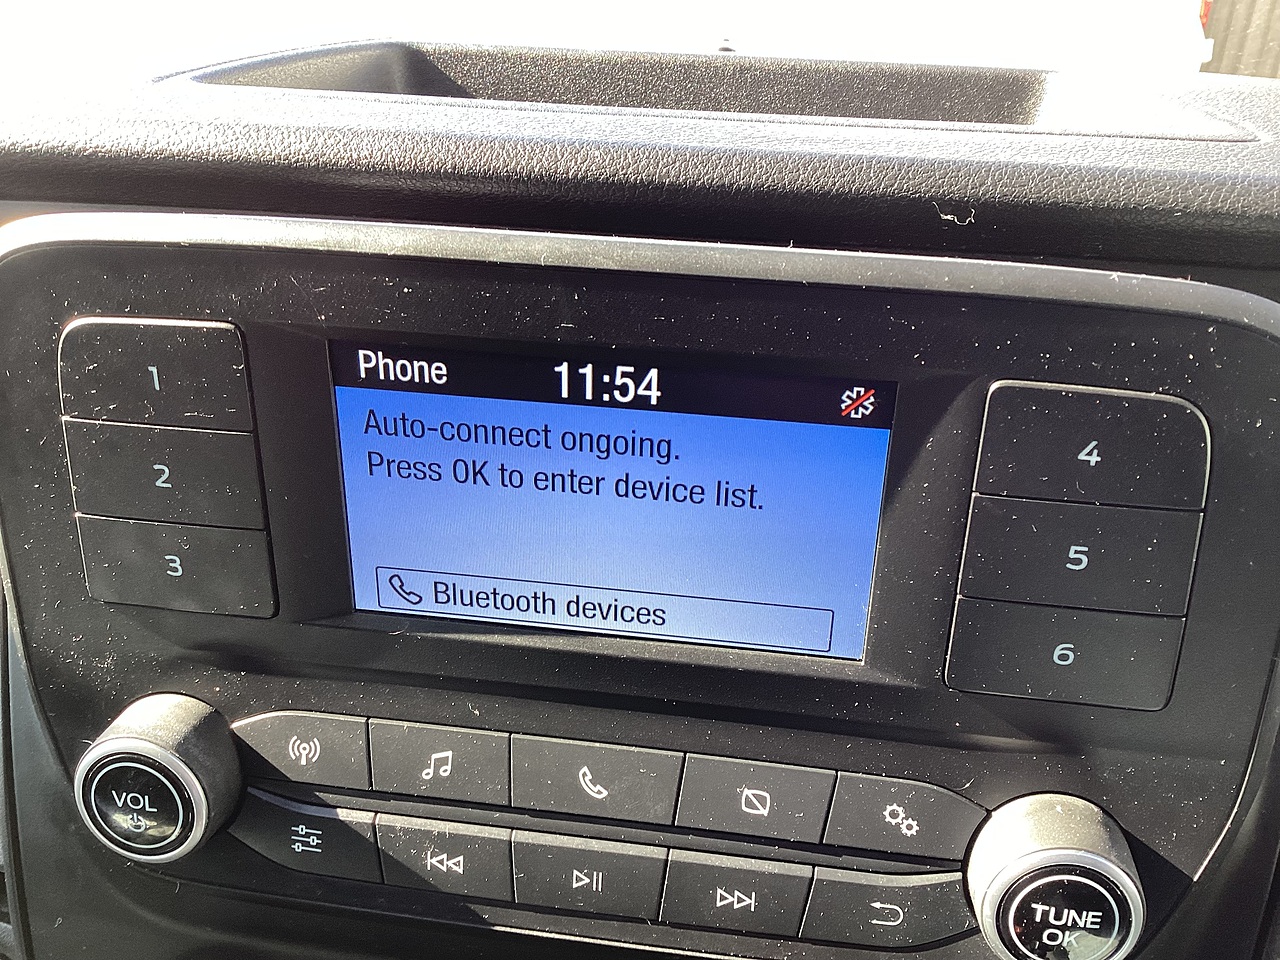 Phone 11:54
Auto-connect ongoing.
Press OK to enter device list.
Bluetooth devices
1
2
3
4
5
6
VOL
TUNE
OK